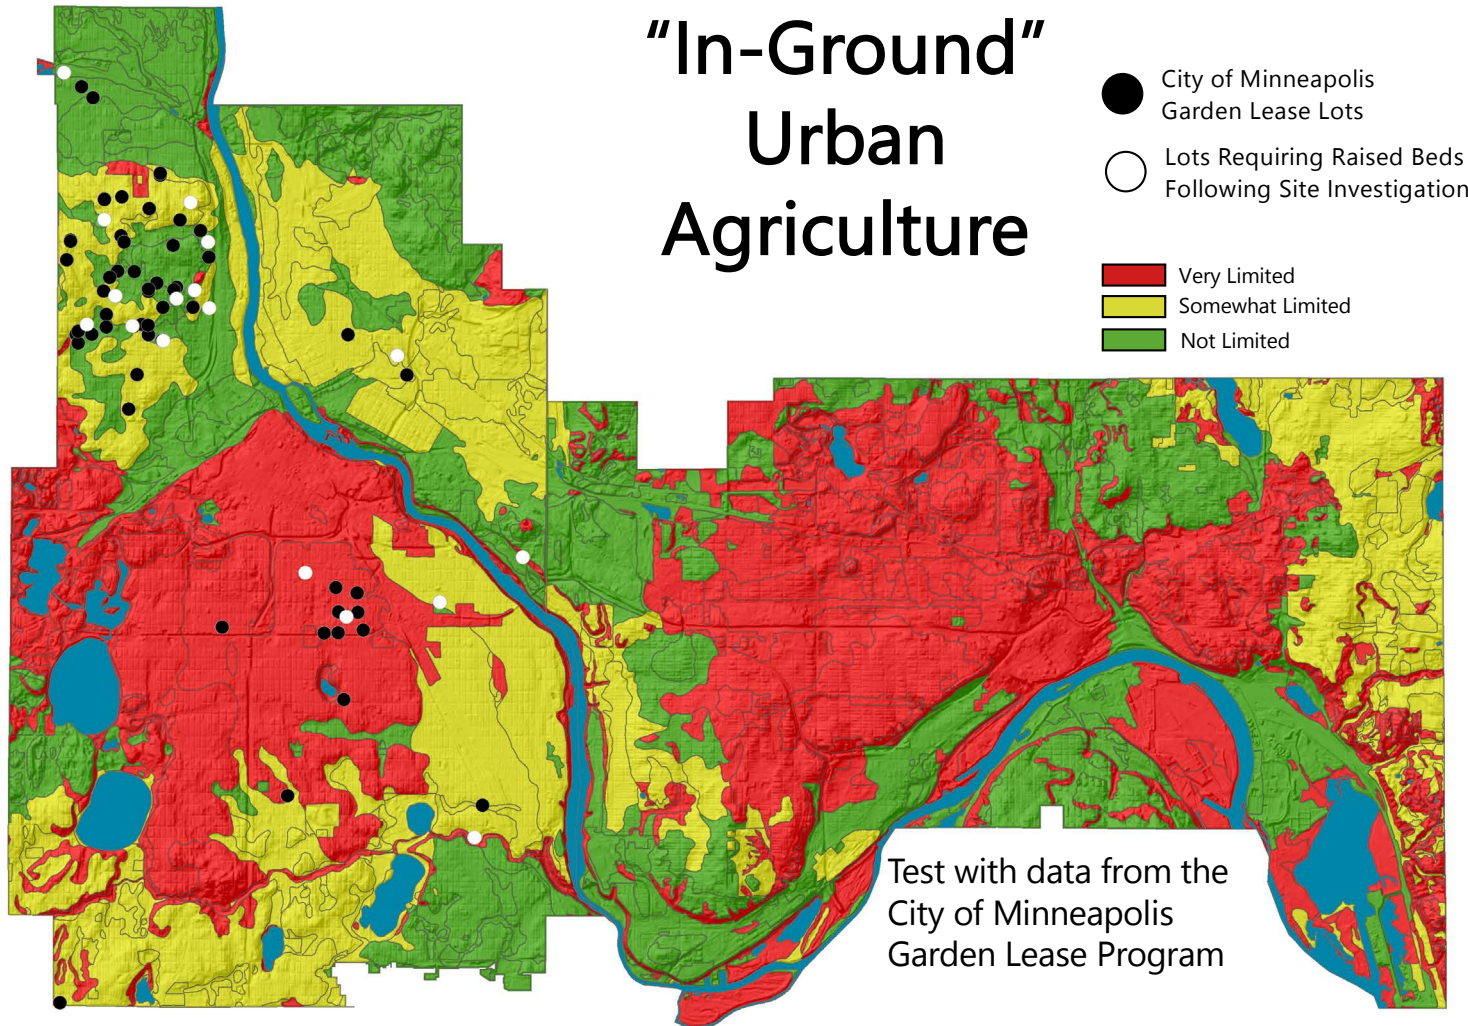 “In-Ground”
Urban
Agriculture
City of Minneapolis
Garden Lease Lots
Lots Requiring Raised Beds
Following Site Investigation
Very Limited
Somewhat Limited
Not Limited
Test with data from the
City of Minneapolis
Garden Lease Program